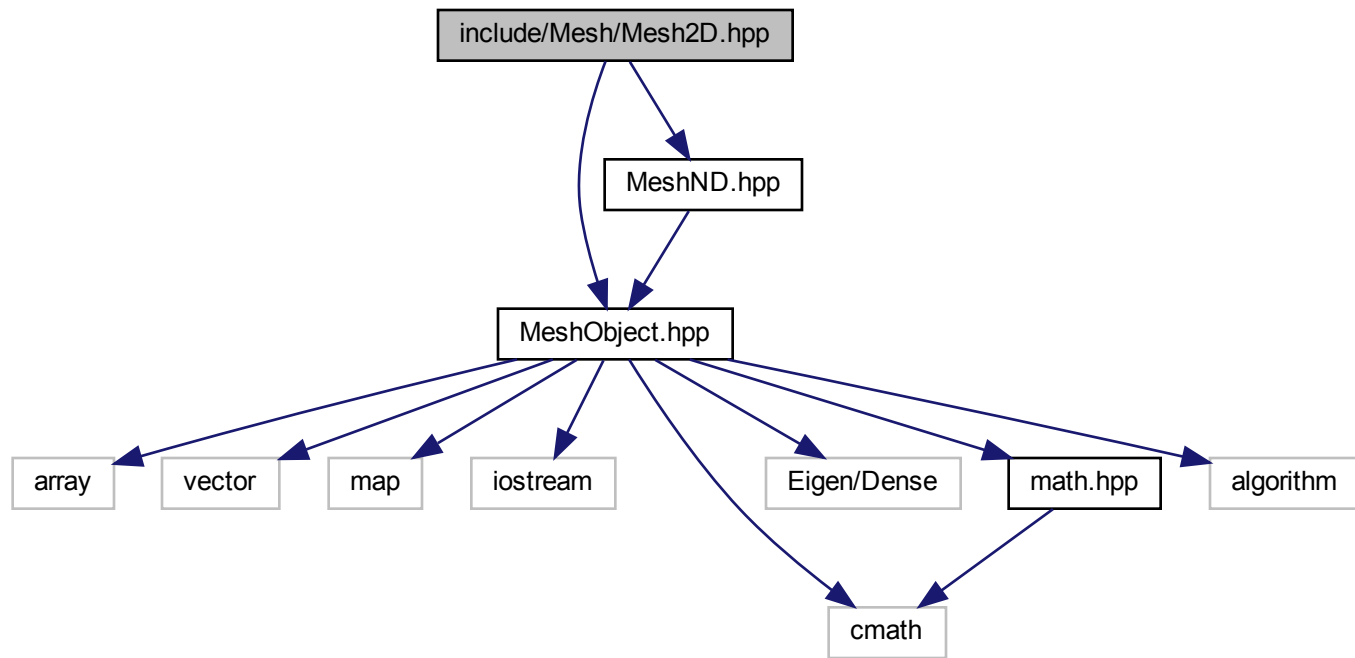 include/Mesh/Mesh2D.hpp
MeshND.hpp
MeshObject.hpp
array
vector
map
iostream
Eigen/Dense
math.hpp
algorithm
cmath